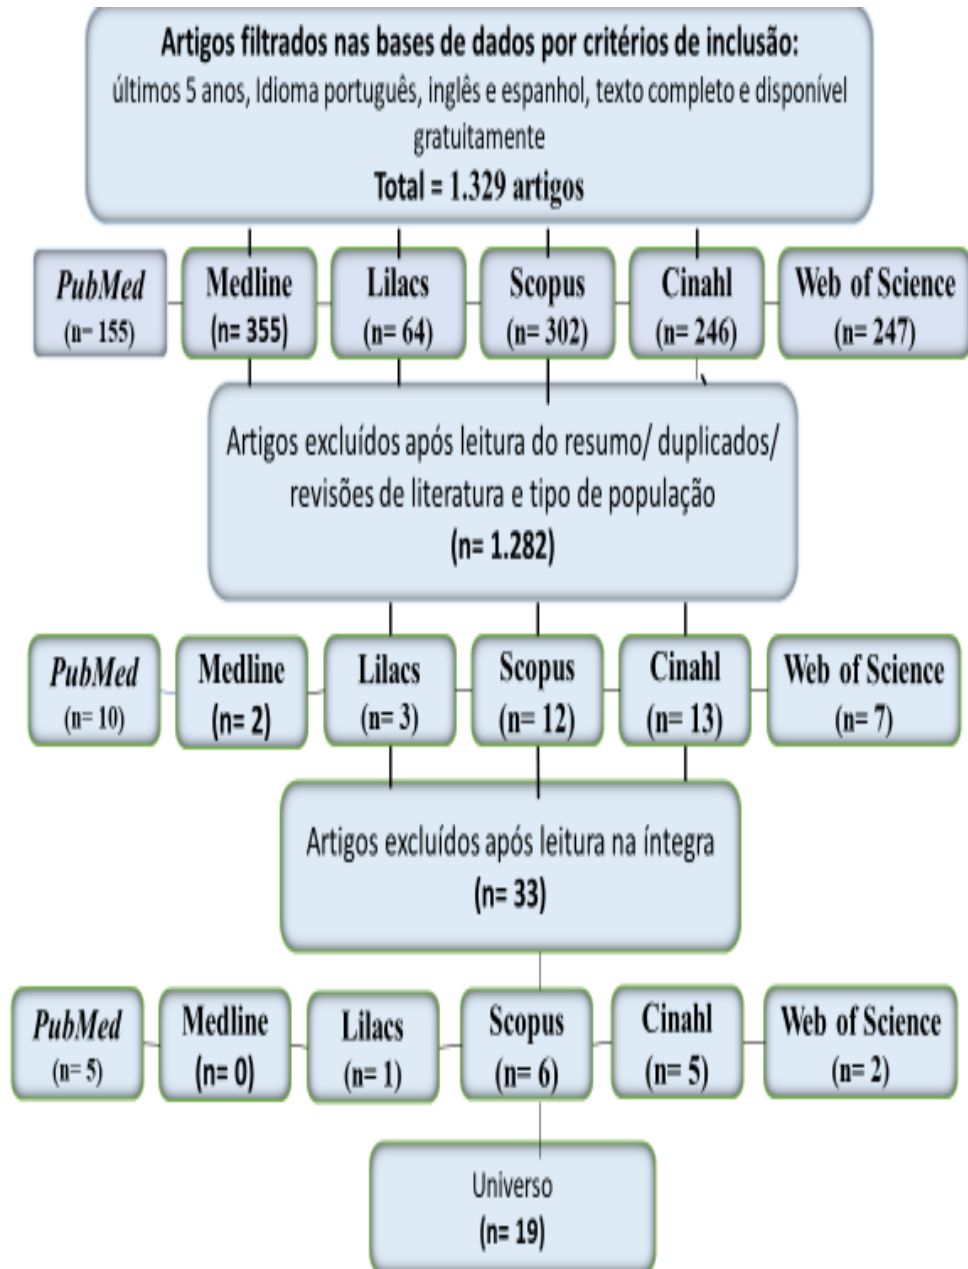 Artigos filtrados nas bases de dados por critérios de inclusão:
últimos 5 anos, Idioma português, inglês e espanhol, texto completo e disponível
gratuitamente
Total = 1.329 artigos
PubMed
(n= 155)
Medline
(n= 355)
Lilacs
(n= 64)
Scopus
(n= 302)
Cinahl
(n= 246)
Web of Science
(n= 247)
Artigos excluídos após leitura do resumo/ duplicados/
revisões de literatura e tipo de população
(n= 1.282)
PubMed
(n= 10)
Medline
(n= 2)
Lilacs
(n= 3)
Scopus
(n= 12)
Cinahl
(n= 13)
Web of Science
(n= 7)
Artigos excluídos após leitura na íntegra
(n= 33)
PubMed
(n= 5)
Medline
(n= 0)
Lilacs
(n= 1)
Scopus
(n= 6)
Cinahl
(n= 5)
Web of Science
(n= 2)
Universo
(n= 19)